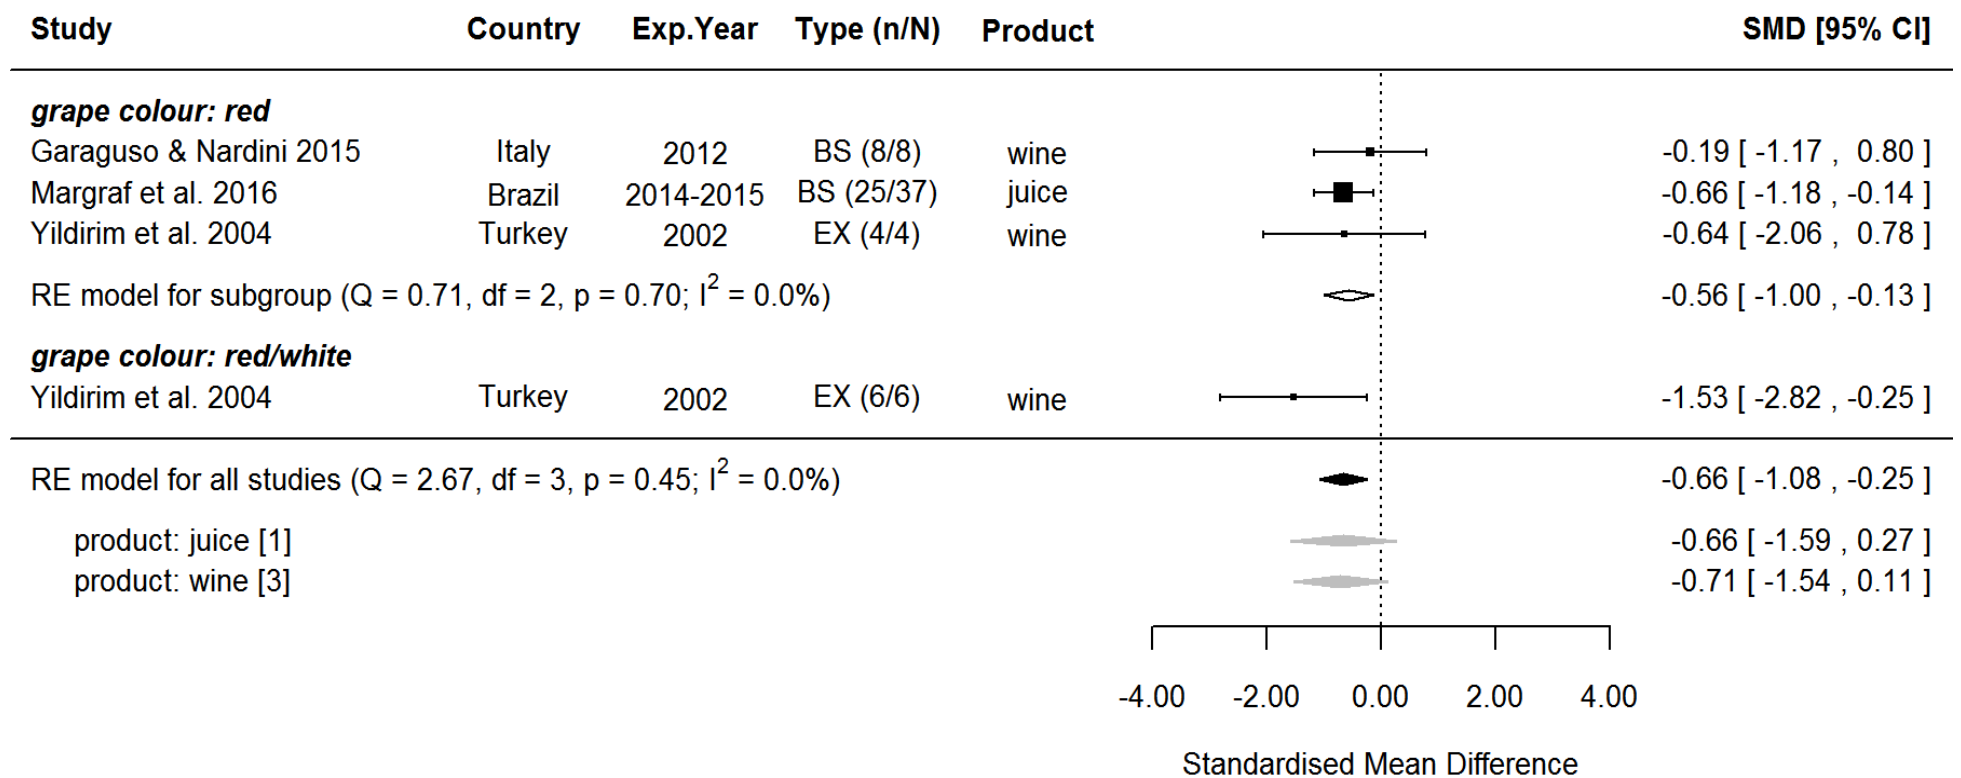 Study Country Exp.Year Type (n/N) Product SMD [95% CI]
grape colour: red
Garaguso & Nardini 2015 Italy 2012 BS (8/8) wine -0.19 [ -1.17 , 0.80 ]
Margraf et al. 2016 Brazil 2014-2015 BS (25/37) juice -0.66 [ -1.18 , -0.14 ]
Yildirim et al. 2004 Turkey 2002 EX (4/4) wine -0.64 [ -2.06 , 0.78 ]
RE model for subgroup (Q = 0.71, df = 2, p = 0.70; I² = 0.0%) -0.56 [ -1.00 , -0.13 ]
grape colour: red/white
Yildirim et al. 2004 Turkey 2002 EX (6/6) wine -1.53 [ -2.82 , -0.25 ]
RE model for all studies (Q = 2.67, df = 3, p = 0.45; I² = 0.0%) -0.66 [ -1.08 , -0.25 ]
product: juice [1] -0.66 [ -1.59 , 0.27 ]
product: wine [3] -0.71 [ -1.54 , 0.11 ]
-4.00 -2.00 0.00 2.00 4.00
Standardised Mean Difference